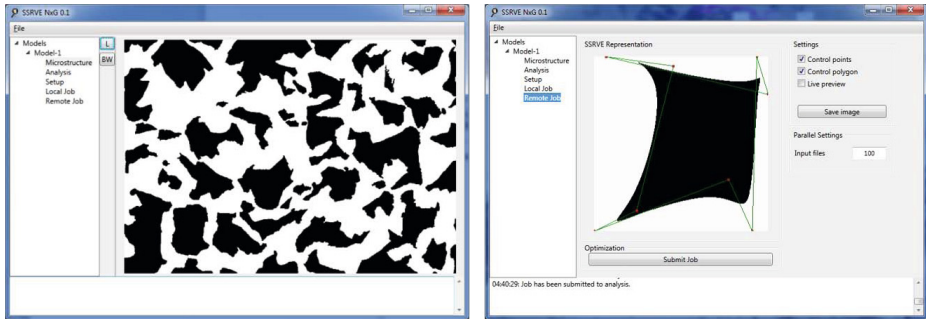 SSRVE NxG 0.1
File
Models
Model-1
Microstructure
Analysis
Setup
Local Job
Remote Job
L
BW
SSRVE NxG 0.1
File
Models
Model-1
Microstructure
Analysis
Setup
Local Job
Remote Job
SSRVE Representation
Settings
Control points
Control polygon
Live preview
Save image
Parallel Settings
Input files 100
Optimization
Submit Job
04:40:29: Job has been submitted to analysis.